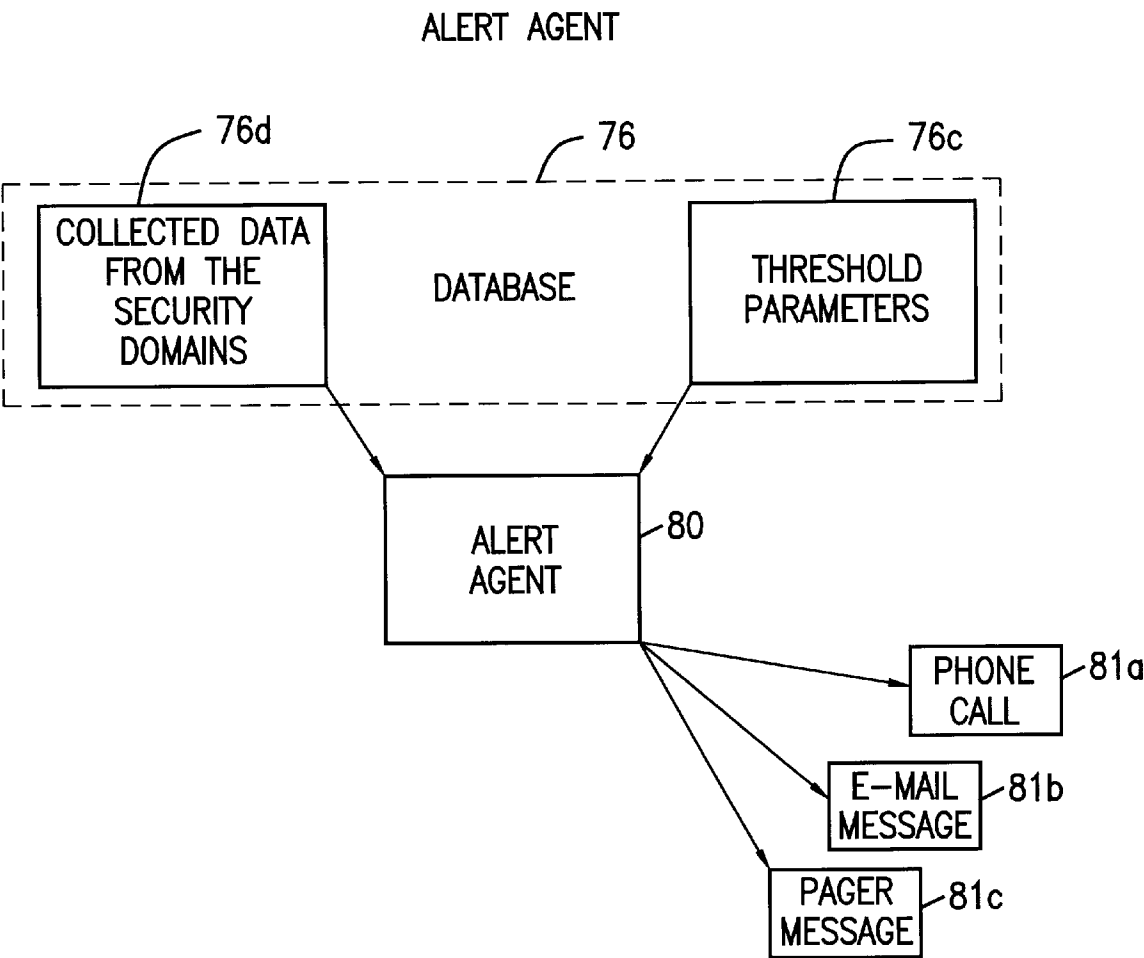 ALERT AGENT
76d
76
76c
COLLECTED DATA
FROM THE
SECURITY
DOMAINS
DATABASE
THRESHOLD
PARAMETERS
ALERT
AGENT
80
PHONE
CALL
81a
E-MAIL
MESSAGE
81b
PAGER
MESSAGE
81c